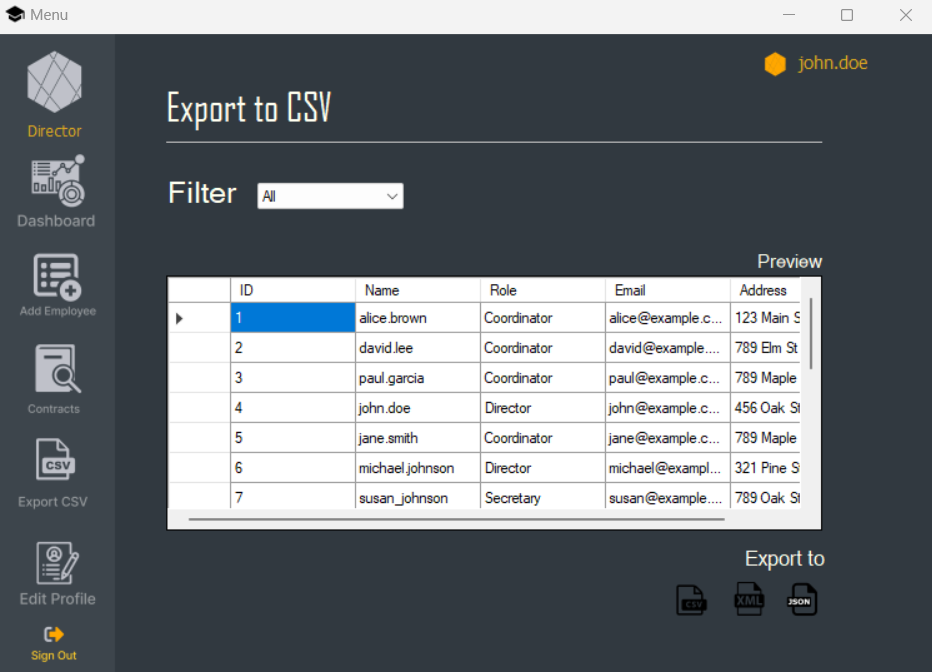 Menu
john.doe
Director
Dashboard
Add Employee
Contracts
CSV
Export CSV
Edit Profile
Sign Out
Export to CSV
Filter All
Preview
ID Name Role Email Address
1 alice.brown Coordinator alice@example.c... 123 Main S
2 david.lee Coordinator david@example.... 789 Elm St
3 paul.garcia Coordinator paul@example.c... 789 Maple
4 john.doe Director john@example.c... 456 Oak St
5 jane.smith Coordinator jane@example.c... 789 Maple
6 michael.johnson Director michael@exampl... 321 Pine S
7 susan_johnson Secretary susan@example.... 789 Oak St
Export to
CSV XML JSON